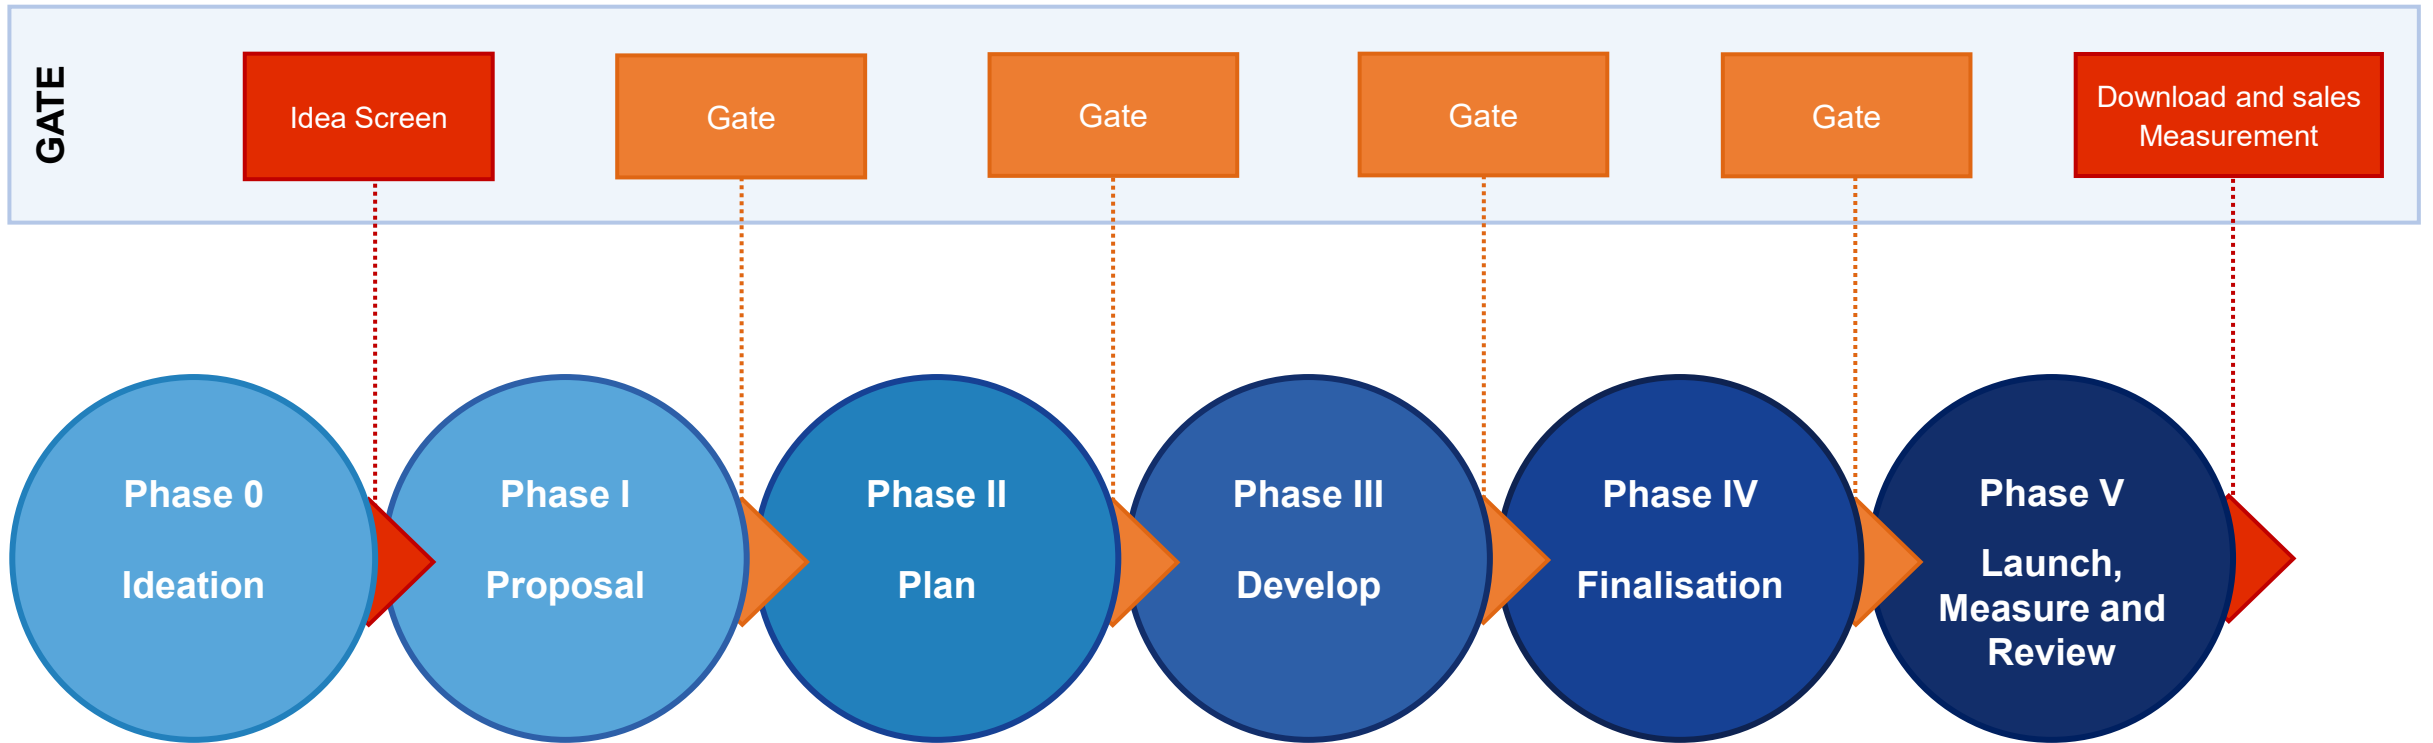 GATE
Idea Screen
Gate
Gate
Gate
Gate
Download and sales
Measurement
Phase 0
Ideation
Phase I
Proposal
Phase II
Plan
Phase III
Develop
Phase IV
Finalisation
Phase V
Launch,
Measure and
Review